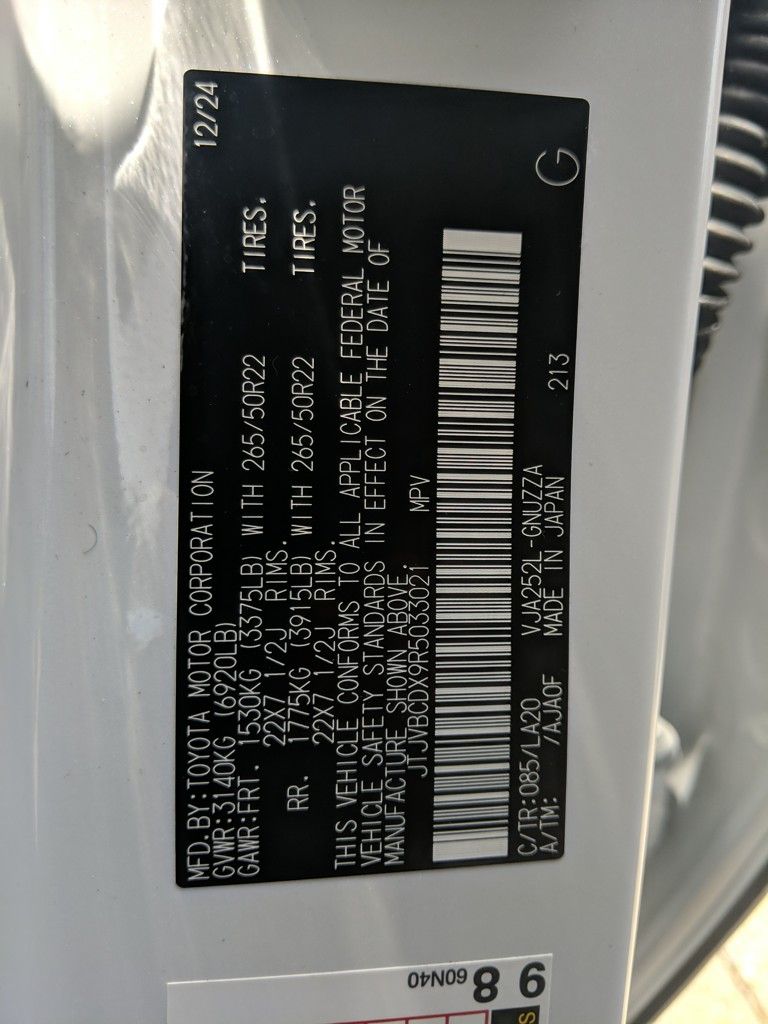 MFD.BY:TOYOTA MOTOR CORPORATION 12/24
GVWR:3140KG (6920LB)
GAWR:FRT. 1530KG (3375LB) WITH 265/50R22 TIRES.
22X7 1/2J RIMS.
RR. 1775KG (3915LB) WITH 265/50R22 TIRES.
22X7 1/2J RIMS.
THIS VEHICLE CONFORMS TO ALL APPLICABLE FEDERAL MOTOR
VEHICLE SAFETY STANDARDS IN EFFECT ON THE DATE OF
MANUFACTURE SHOWN ABOVE.
JTJVBCDX9R5033021 MPV
C/TR:085/LA20 VJA252L-GNUZZA
A/TM: /AJA0F MADE IN JAPAN 213
G
98
60N40